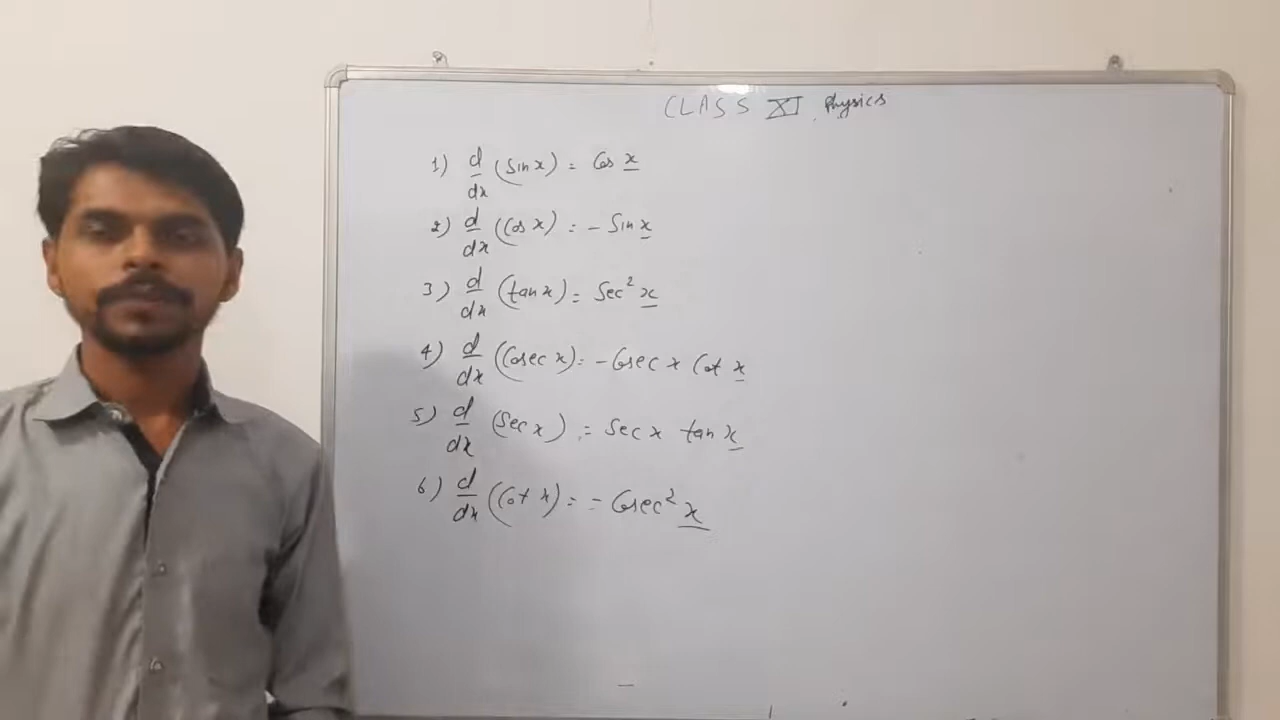 CLASS XI Physics
1) d/dx (Sin x) = Cos x
2) d/dx (Cos x) = - Sin x
3) d/dx (tan x) = Sec² x
4) d/dx (Cosec x) = - Cosec x Cot x
5) d/dx (Sec x) = Sec x tan x
6) d/dx (Cot x) = - Cosec² x